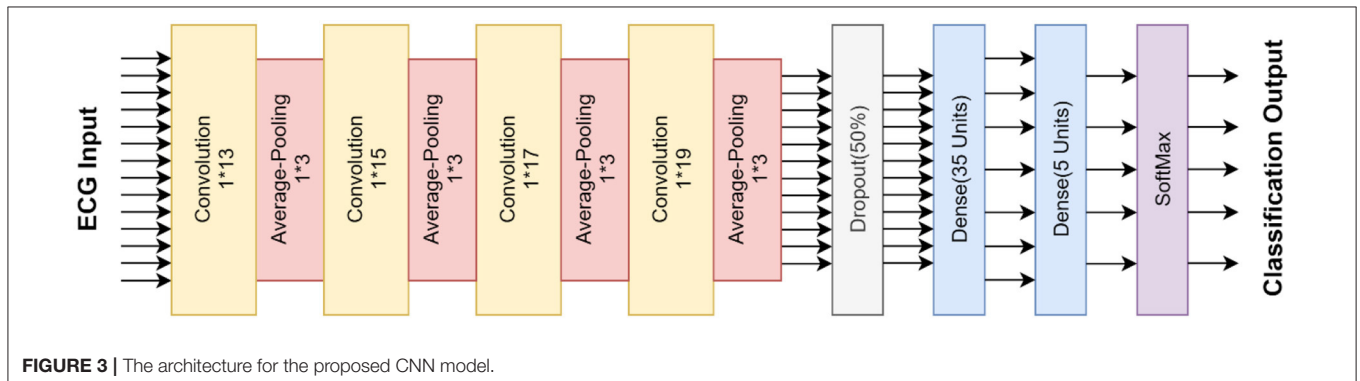 ECG Input
Convolution
1*13
Average-Pooling
1*3
Convolution
1*15
Average-Pooling
1*3
Convolution
1*17
Average-Pooling
1*3
Convolution
1*19
Average-Pooling
1*3
Dropout(50%)
Dense(35 Units)
Dense(5 Units)
SoftMax
Classification Output
FIGURE 3 | The architecture for the proposed CNN model.